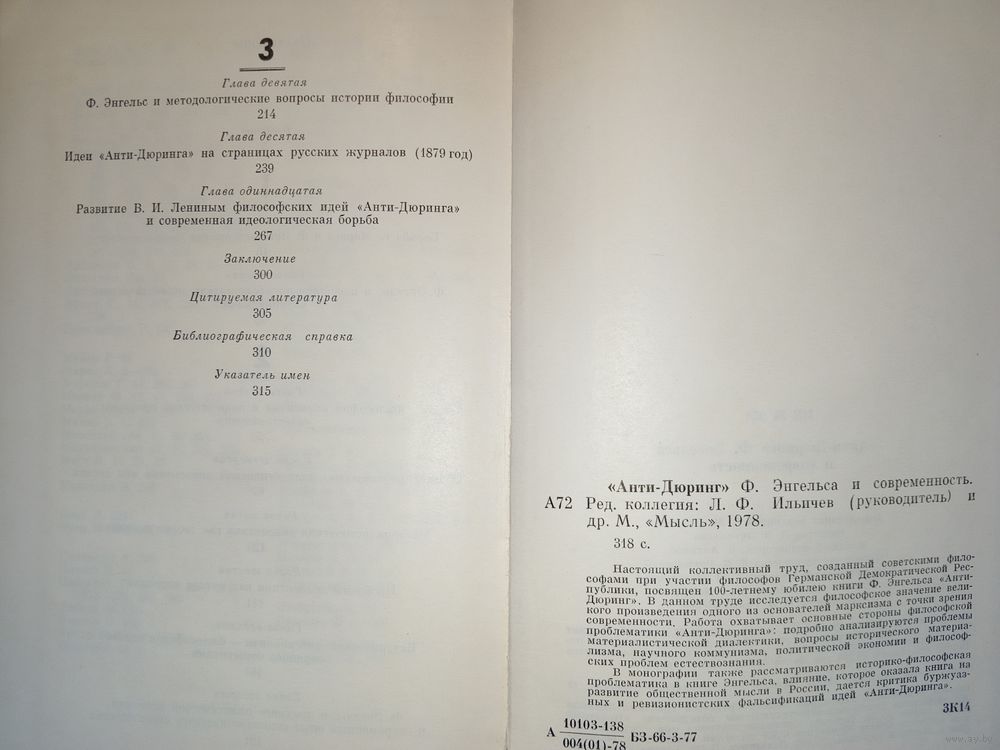 3
Глава девятая
Ф. Энгельс и методологические вопросы истории философии
214
Глава десятая
Идеи «Анти-Дюринга» на страницах русских журналов (1879 год)
239
Глава одиннадцатая
Развитие В. И. Лениным философских идей «Анти-Дюринга»
и современная идеологическая борьба
267
Заключение
300
Цитируемая литература
305
Библиографическая справка
310
Указатель имен
315
«Анти-Дюринг» Ф. Энгельса и современность.
А72 Ред. коллегия: Л. Ф. Ильичев (руководитель) и
др. М., «Мысль», 1978.
318 с.
Настоящий коллективный труд, созданный советскими фило-
софами при участии философов Германской Демократической Рес-
публики, посвящен 100-летнему юбилею книги Ф. Энгельса «Анти-
Дюринг». В данном труде исследуется философское значение вели-
кого произведения одного из основателей марксизма с точки зрения
современности. Работа охватывает основные стороны философской
проблематики «Анти-Дюринга»: подробно анализируются проблемы
материалистической диалектики, вопросы исторического материа-
лизма, научного коммунизма, политической экономии и философ-
ских проблем естествознания.
В монографии также рассматриваются историко-философская
проблематика в книге Энгельса, влияние, которое оказала книга на
развитие общественной мысли в России, дается критика буржуаз-
ных и ревизионистских фальсификаций идей «Анти-Дюринга».
3К14
А 10103-138
004(01)-78 БЗ-66-3-77
www.ay.by